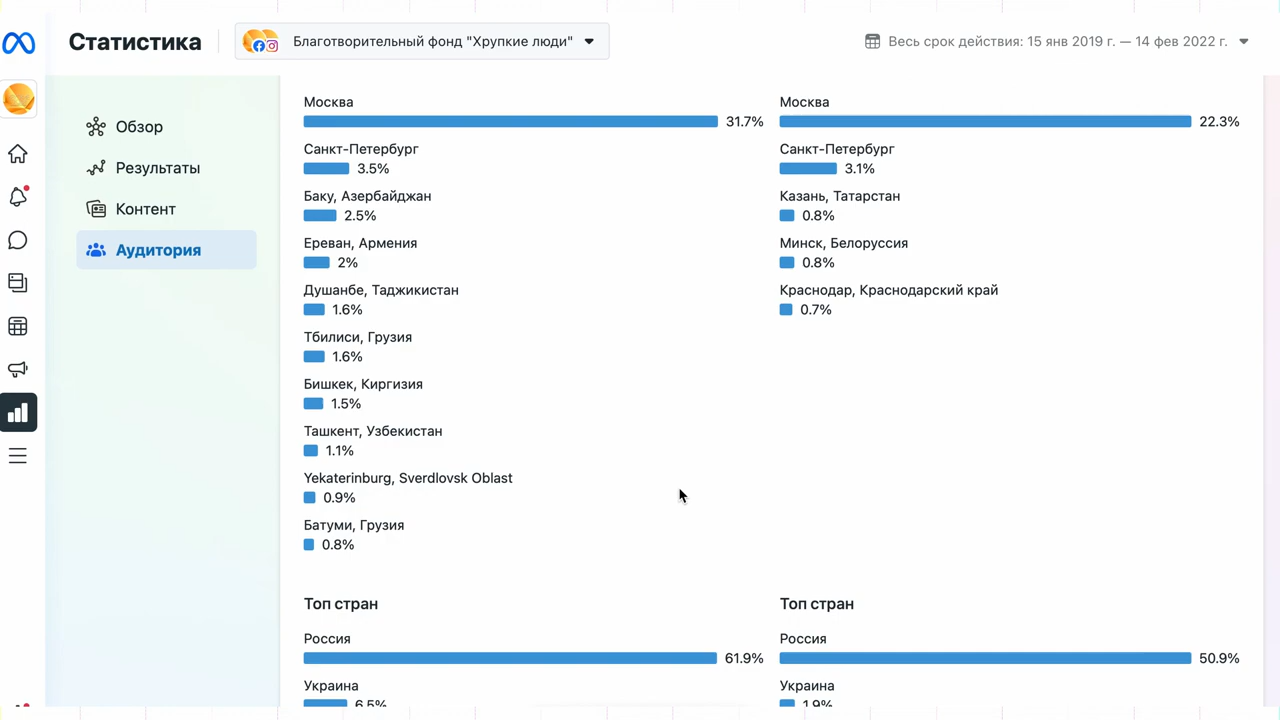 Статистика
Благотворительный фонд "Хрупкие люди"
Весь срок действия: 15 янв 2019 г. — 14 фев 2022 г.
Обзор
Результаты
Контент
Аудитория
Москва
31.7%
Санкт-Петербург
3.5%
Баку, Азербайджан
2.5%
Ереван, Армения
2%
Душанбе, Таджикистан
1.6%
Тбилиси, Грузия
1.6%
Бишкек, Киргизия
1.5%
Ташкент, Узбекистан
1.1%
Yekaterinburg, Sverdlovsk Oblast
0.9%
Батуми, Грузия
0.8%
Топ стран
Россия
61.9%
Украина
6.5%
Москва
22.3%
Санкт-Петербург
3.1%
Казань, Татарстан
0.8%
Минск, Белоруссия
0.8%
Краснодар, Краснодарский край
0.7%
Топ стран
Россия
50.9%
Украина
1.9%